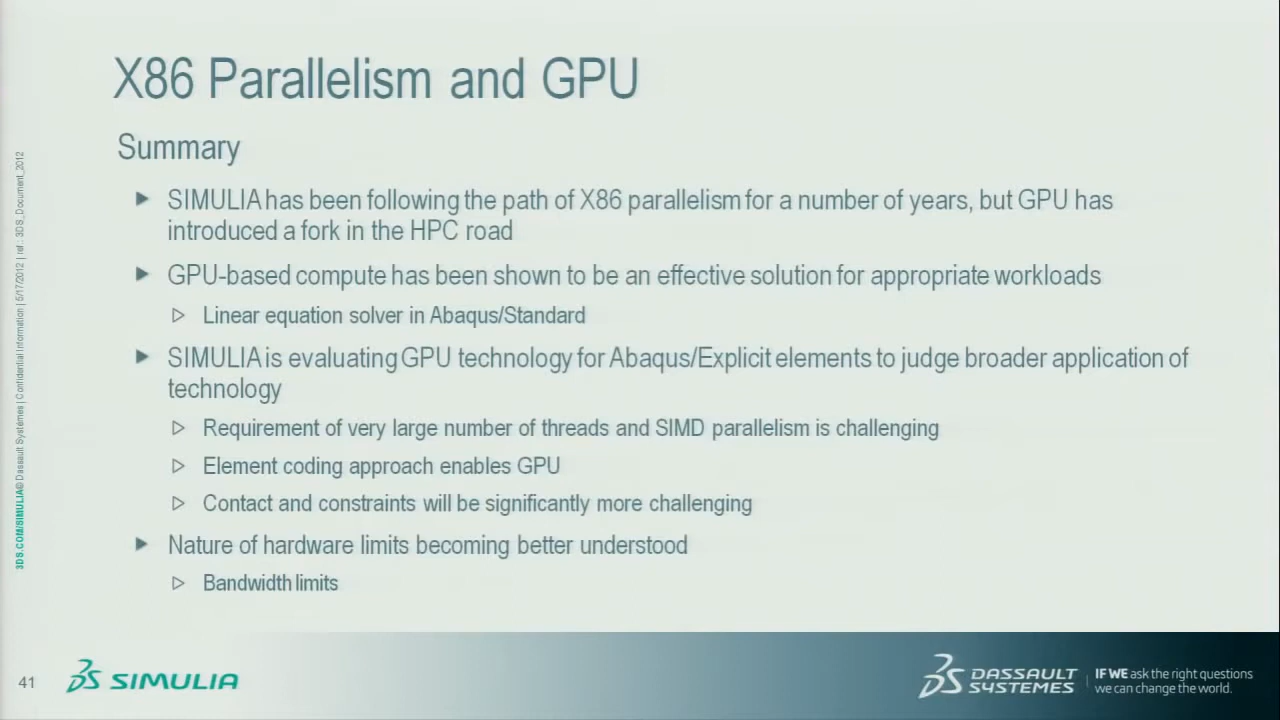 X86 Parallelism and GPU
Summary
SIMULIA has been following the path of X86 parallelism for a number of years, but GPU has
introduced a fork in the HPC road
GPU-based compute has been shown to be an effective solution for appropriate workloads
Linear equation solver in Abaqus/Standard
SIMULIA is evaluating GPU technology for Abaqus/Explicit elements to judge broader application of
technology
Requirement of very large number of threads and SIMD parallelism is challenging
Element coding approach enables GPU
Contact and constraints will be significantly more challenging
Nature of hardware limits becoming better understood
Bandwidth limits
3DS.COM/SIMULIA © Dassault Systèmes | Confidential Information | 5/17/2012 | ref.: 3DS_Document_2012
41
SIMULIA
DASSAULT
SYSTEMES
IF WE ask the right questions
we can change the world.